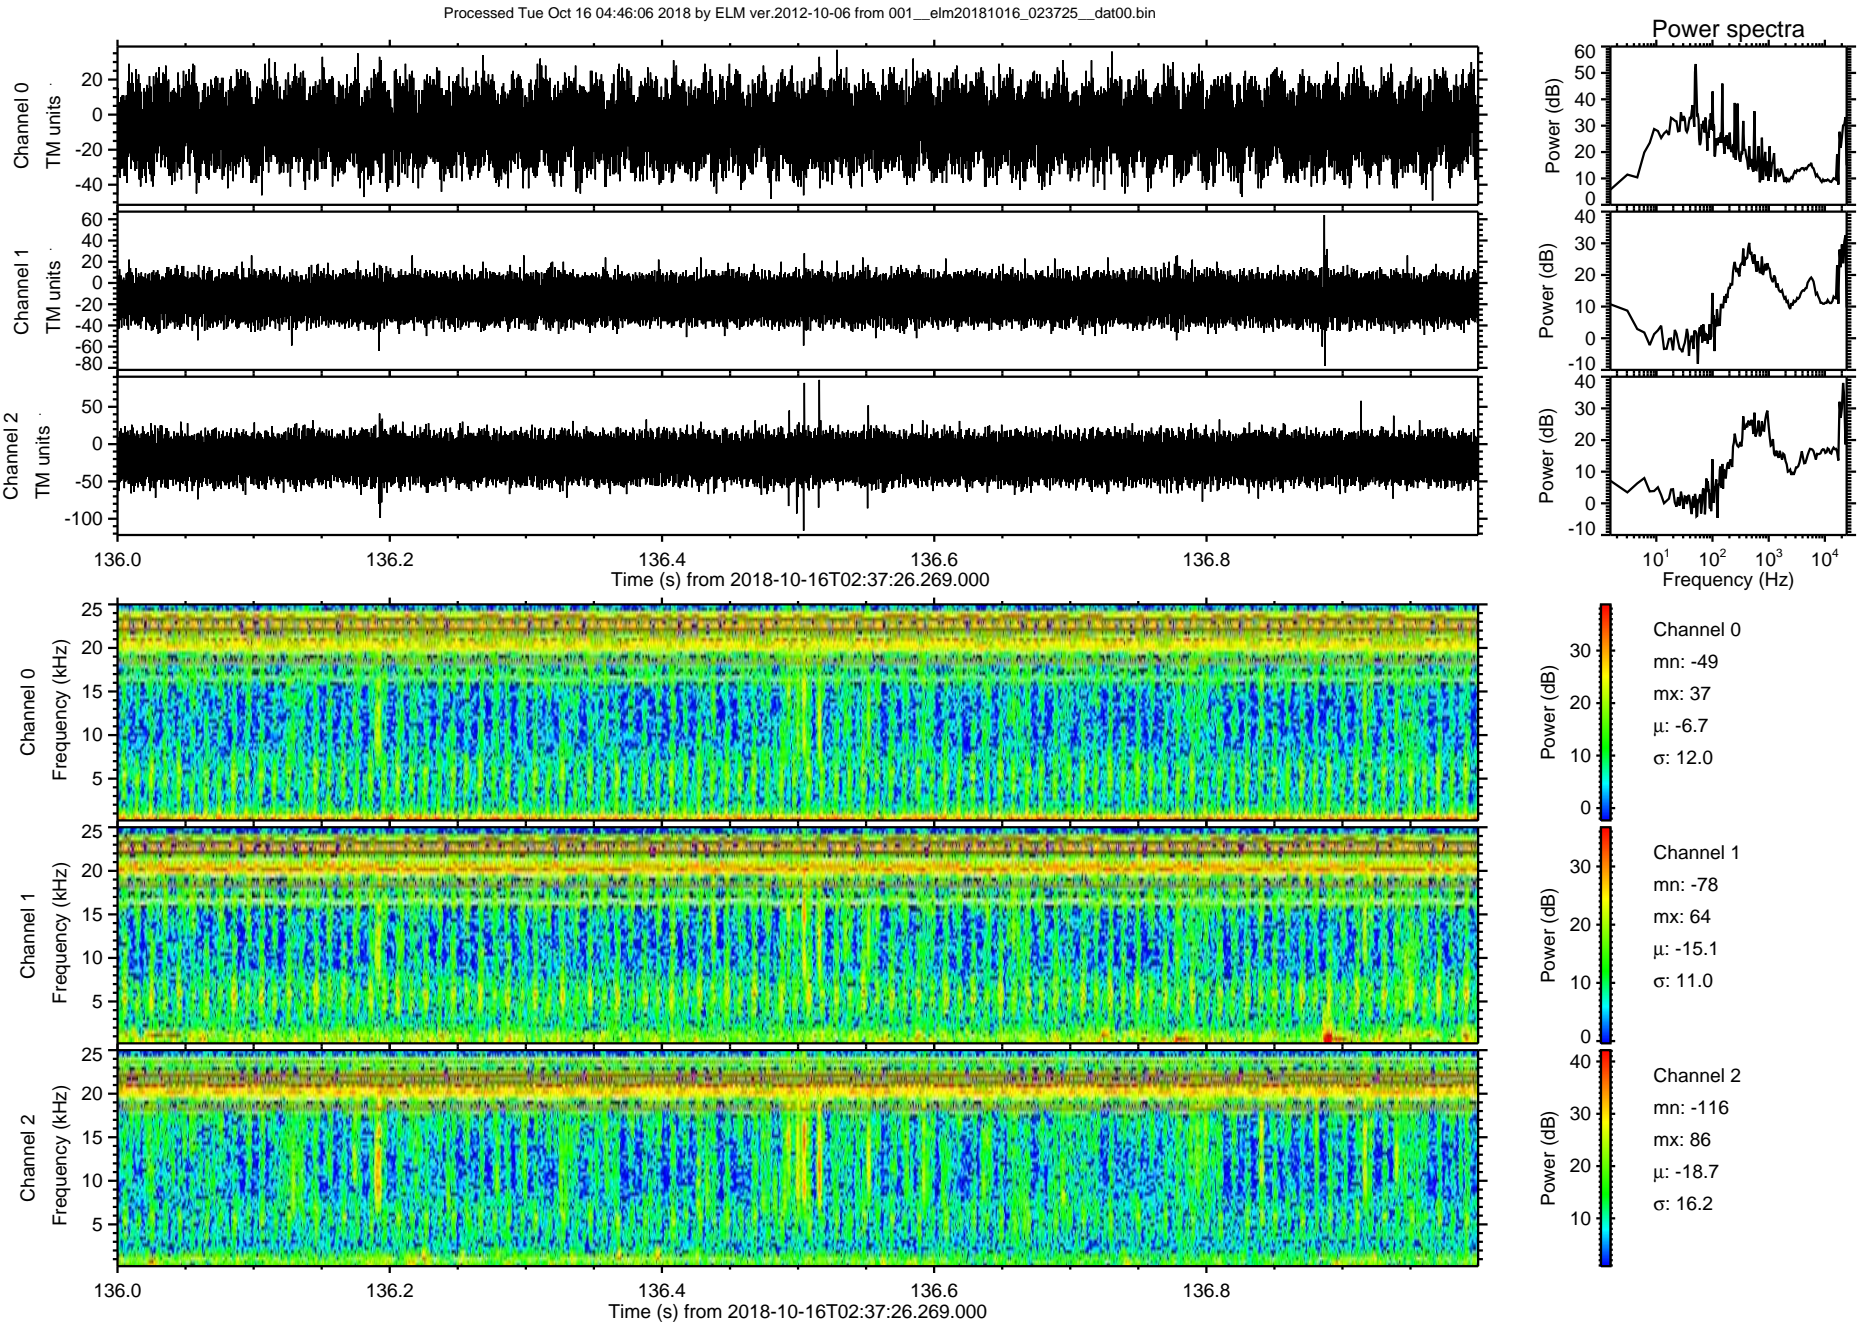 Processed Tue Oct 16 04:46:06 2018 by ELM ver.2012-10-06 from 001__elm20181016_023725__dat00.bin
Power spectra
Channel 0
TM units
20
0
-20
-40
Power (dB)
60
50
40
30
20
10
0
Channel 1
TM units
60
40
20
0
-20
-40
-60
-80
Power (dB)
40
30
20
10
0
-10
Channel 2
TM units
50
0
-50
-100
Power (dB)
40
30
20
10
0
-10
136.0 136.2 136.4 136.6 136.8
Time (s) from 2018-10-16T02:37:26.269.000
10^1 10^2 10^3 10^4
Frequency (Hz)
Channel 0
Frequency (kHz)
25
20
15
10
5
Power (dB)
30
20
10
0
Channel 0
mn: -49
mx: 37
μ: -6.7
σ: 12.0
Channel 1
Frequency (kHz)
25
20
15
10
5
Power (dB)
30
20
10
0
Channel 1
mn: -78
mx: 64
μ: -15.1
σ: 11.0
Channel 2
Frequency (kHz)
25
20
15
10
5
Power (dB)
40
30
20
10
Channel 2
mn: -116
mx: 86
μ: -18.7
σ: 16.2
136.0 136.2 136.4 136.6 136.8
Time (s) from 2018-10-16T02:37:26.269.000